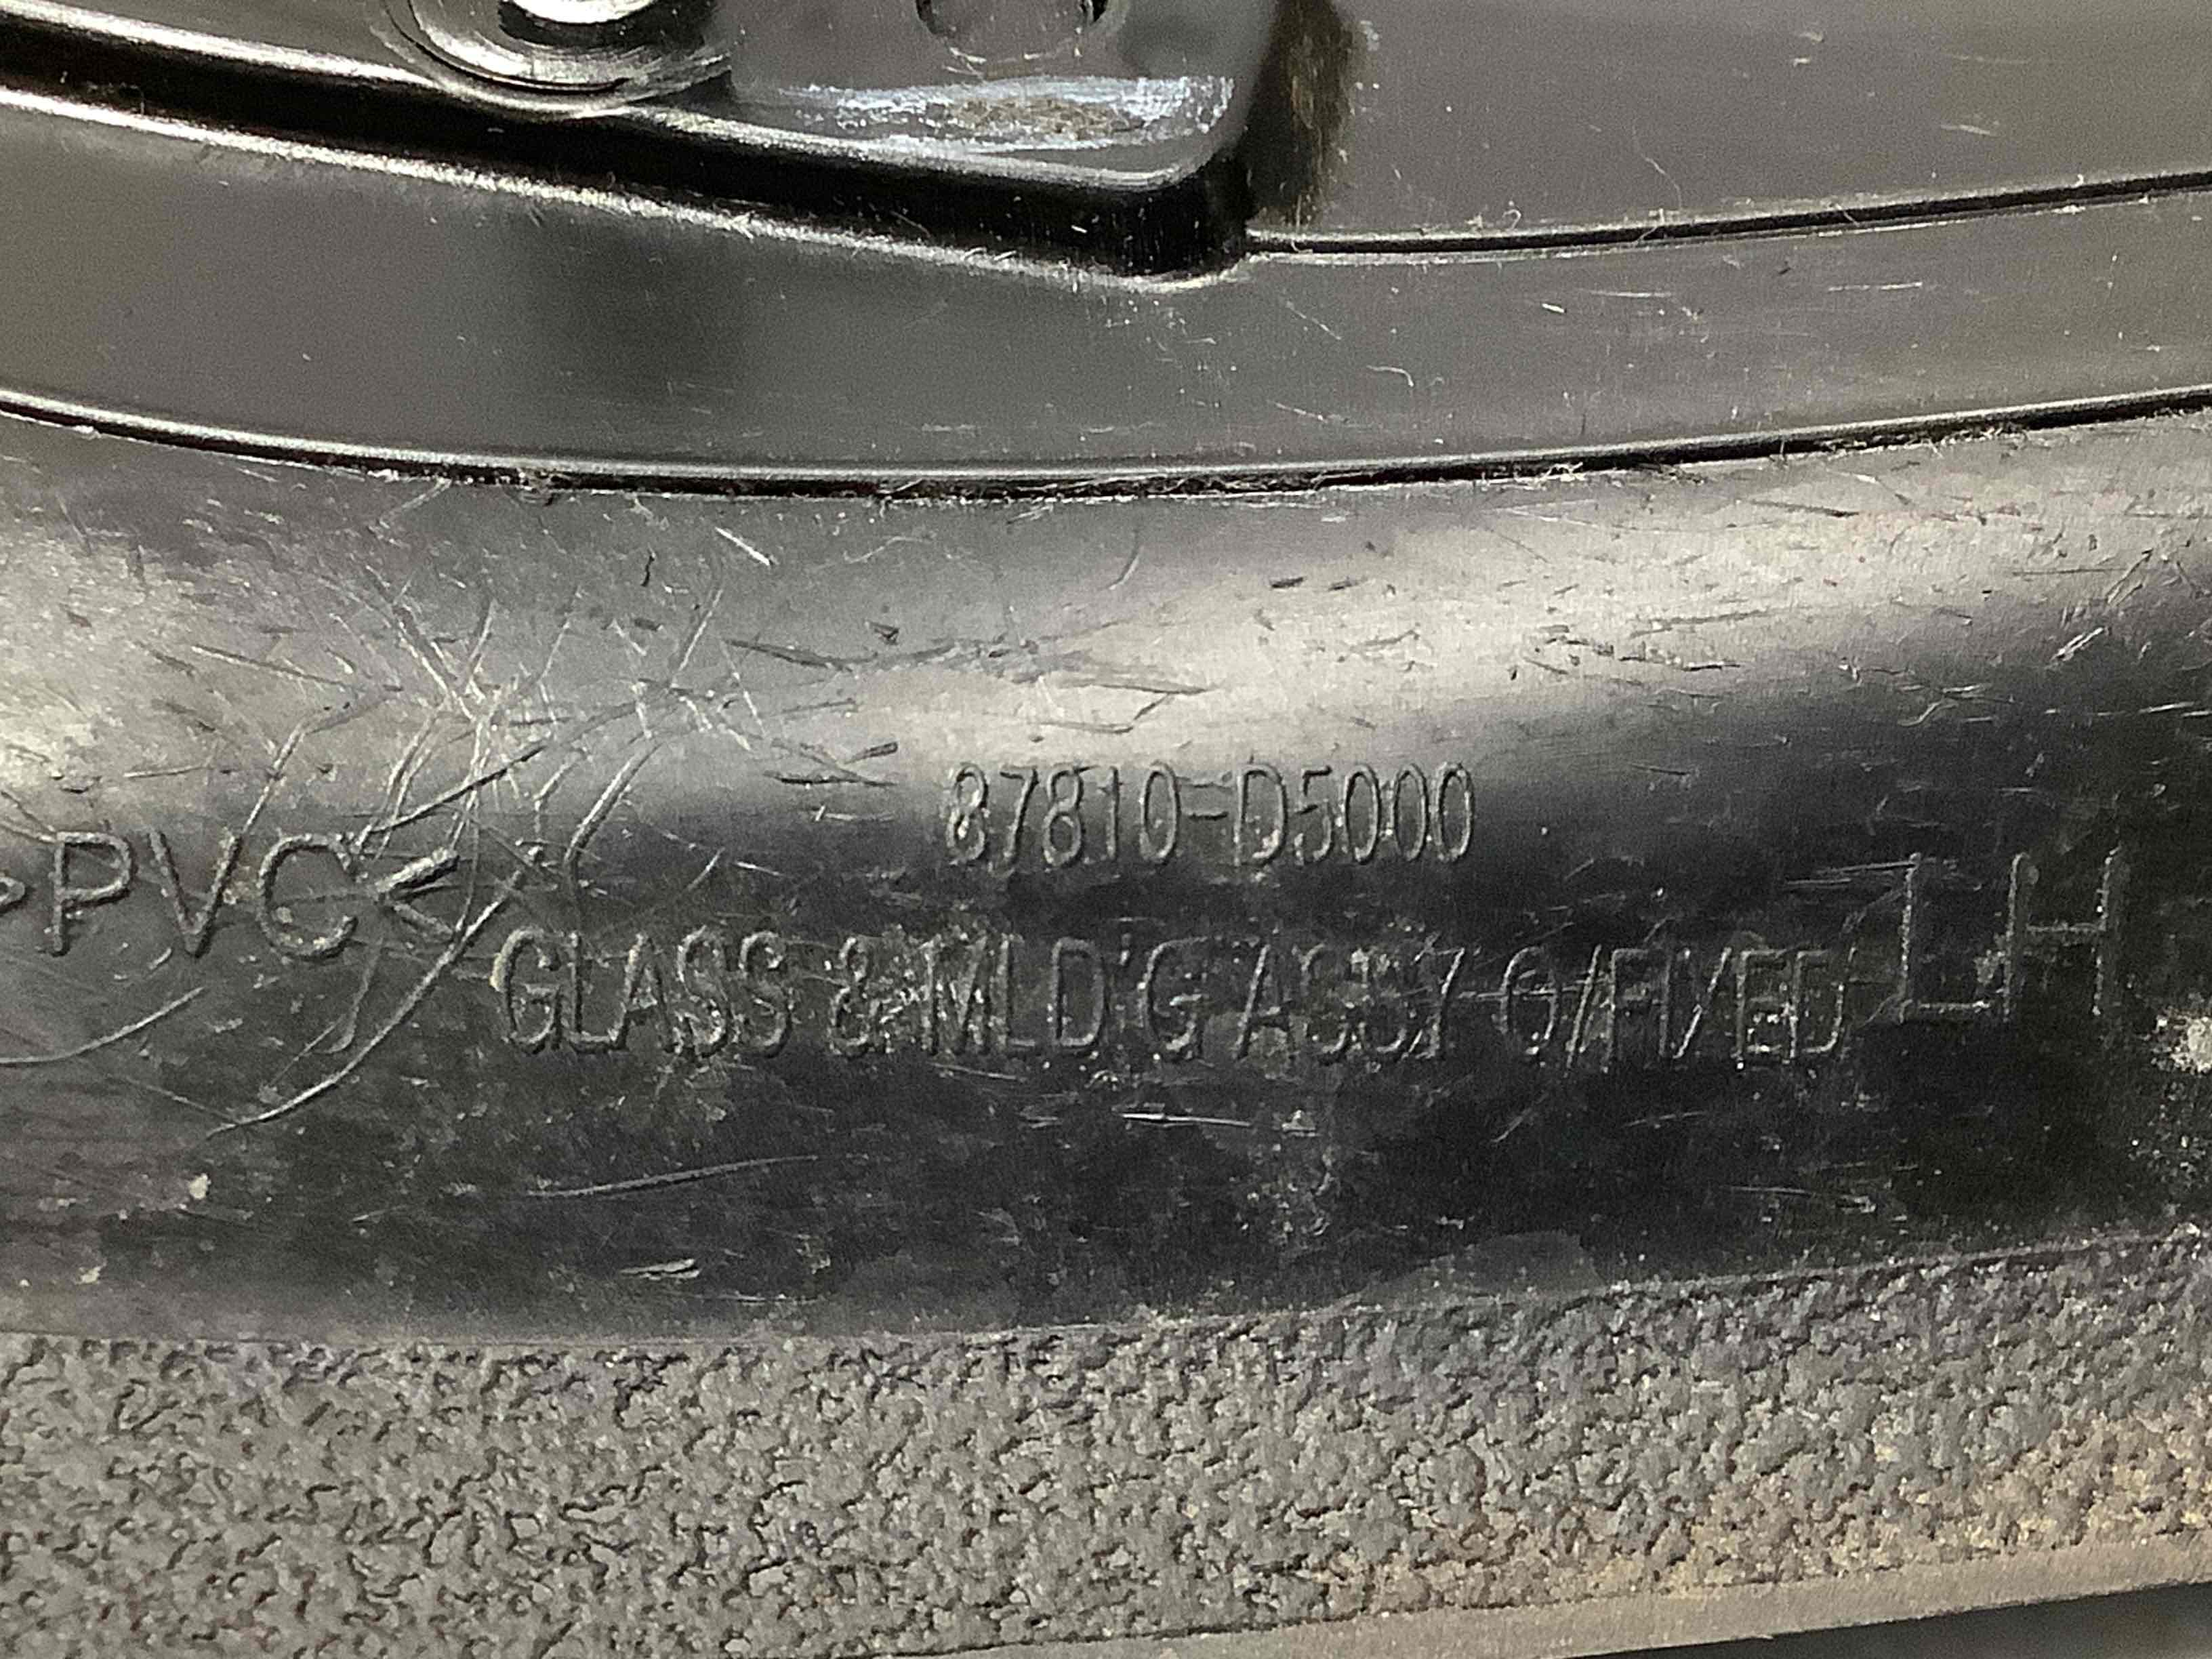 87810-D5000
>PVC<
GLASS & MLD'G ASSY Q/FIXED LH